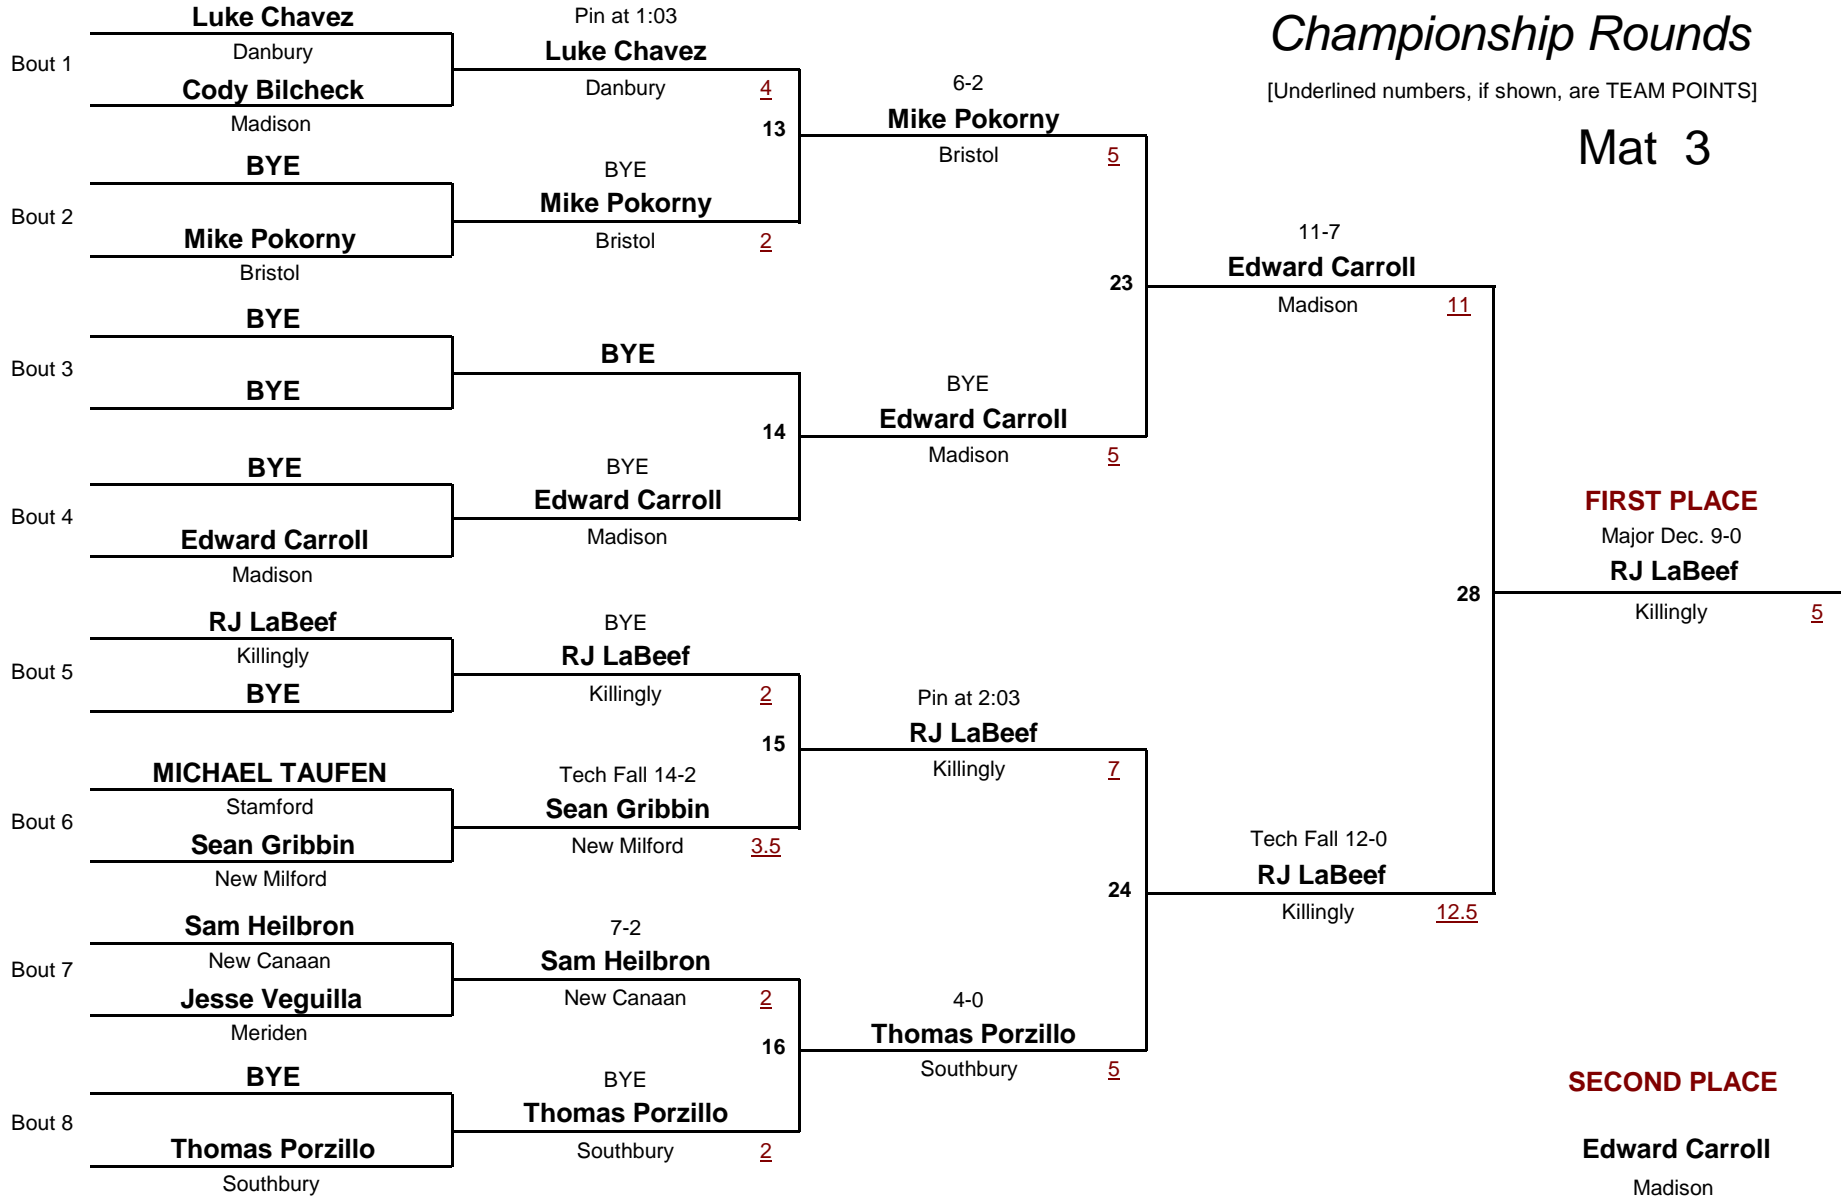 Championship Rounds
[Underlined numbers, if shown, are TEAM POINTS]
Mat 3
Bout 1
Luke Chavez
Danbury
Cody Bilcheck
Madison
Bout 2
BYE
Mike Pokorny
Bristol
Bout 3
BYE
BYE
Bout 4
BYE
Edward Carroll
Madison
Bout 5
RJ LaBeef
Killingly
BYE
Bout 6
MICHAEL TAUFEN
Stamford
Sean Gribbin
New Milford
Bout 7
Sam Heilbron
New Canaan
Jesse Veguilla
Meriden
Bout 8
BYE
Thomas Porzillo
Southbury
Pin at 1:03
Luke Chavez
Danbury 4
13
BYE
Mike Pokorny
Bristol 2
BYE
14
BYE
Edward Carroll
Madison
BYE
RJ LaBeef
Killingly 2
15
Tech Fall 14-2
Sean Gribbin
New Milford 3.5
7-2
Sam Heilbron
New Canaan 2
16
BYE
Thomas Porzillo
Southbury 2
6-2
Mike Pokorny
Bristol 5
23
BYE
Edward Carroll
Madison 5
Pin at 2:03
RJ LaBeef
Killingly 7
24
4-0
Thomas Porzillo
Southbury 5
11-7
Edward Carroll
Madison 11
28
Tech Fall 12-0
RJ LaBeef
Killingly 12.5
FIRST PLACE
Major Dec. 9-0
RJ LaBeef
Killingly 5
SECOND PLACE
Edward Carroll
Madison